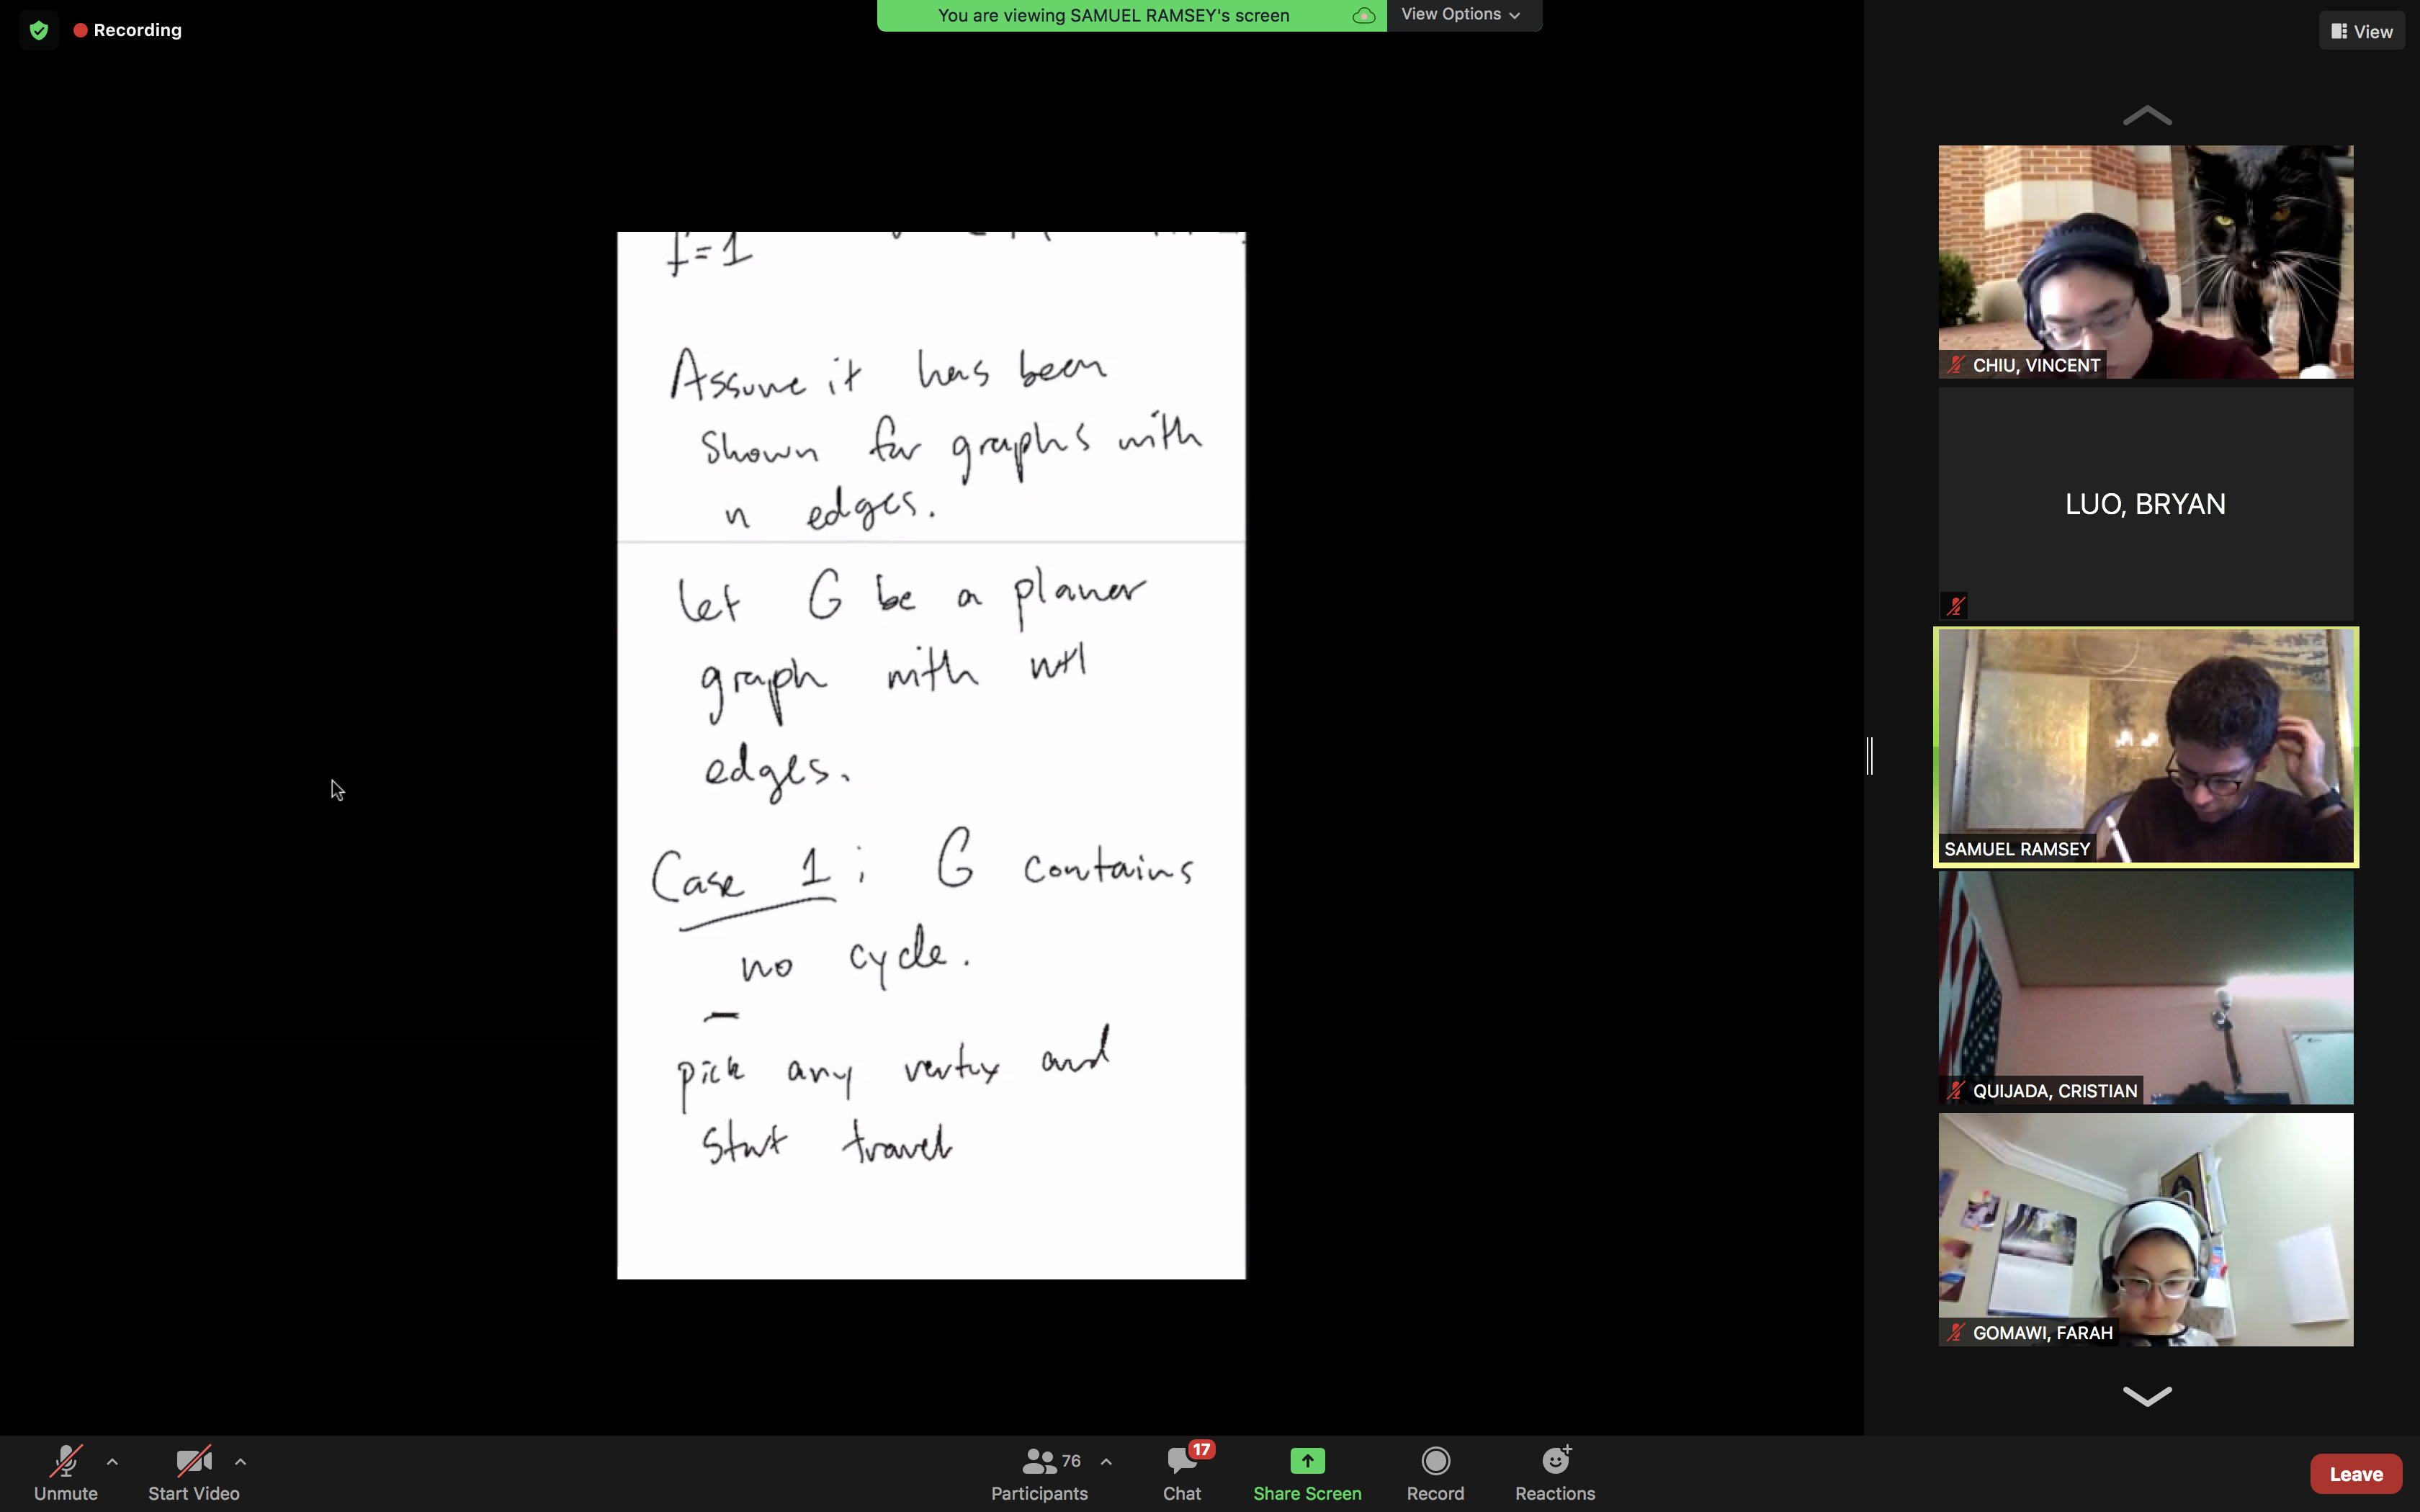 Recording
You are viewing SAMUEL RAMSEY's screen
View Options
View
f=1
Assume it has been
shown for graphs with
n edges.
Let G be a planer
graph with n+1
edges.
Case 1: G contains
no cycle.
pick any vertex and
start travel
CHIU, VINCENT
LUO, BRYAN
SAMUEL RAMSEY
QUIJADA, CRISTIAN
GOMAWI, FARAH
Unmute
Start Video
76
Participants
17
Chat
Share Screen
Record
Reactions
Leave